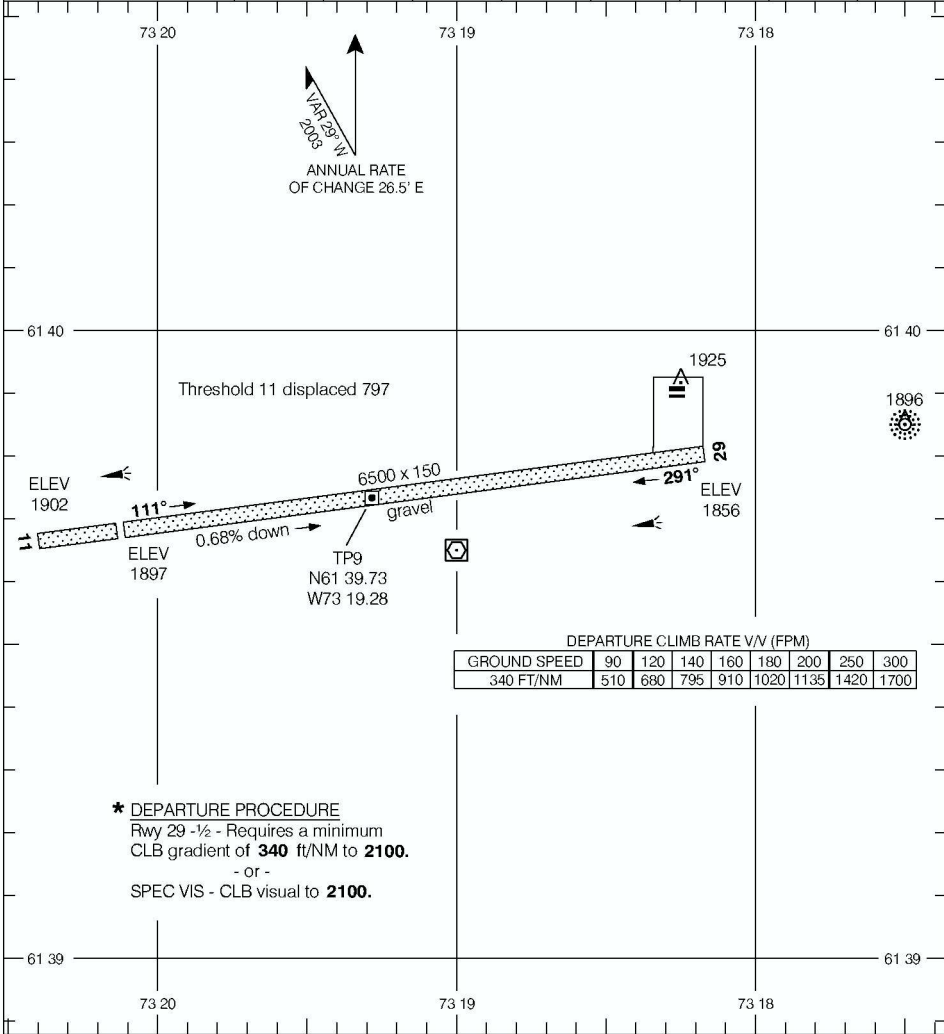 73 20 73 19 73 18
VAR 29° W
2003
ANNUAL RATE
OF CHANGE 26.5' E
61 40 61 40
1925
Threshold 11 displaced 797
1896
29
6500 x 150
291°
ELEV
1856
ELEV
1902
111°
gravel
11
0.68% down
ELEV
1897
TP9
N61 39.73
W73 19.28
DEPARTURE CLIMB RATE V/V (FPM)
GROUND SPEED 90 120 140 160 180 200 250 300
340 FT/NM 510 680 795 910 1020 1135 1420 1700
* DEPARTURE PROCEDURE
Rwy 29 -½ - Requires a minimum
CLB gradient of 340 ft/NM to 2100.
- or -
SPEC VIS - CLB visual to 2100.
61 39 61 39
73 20 73 19 73 18